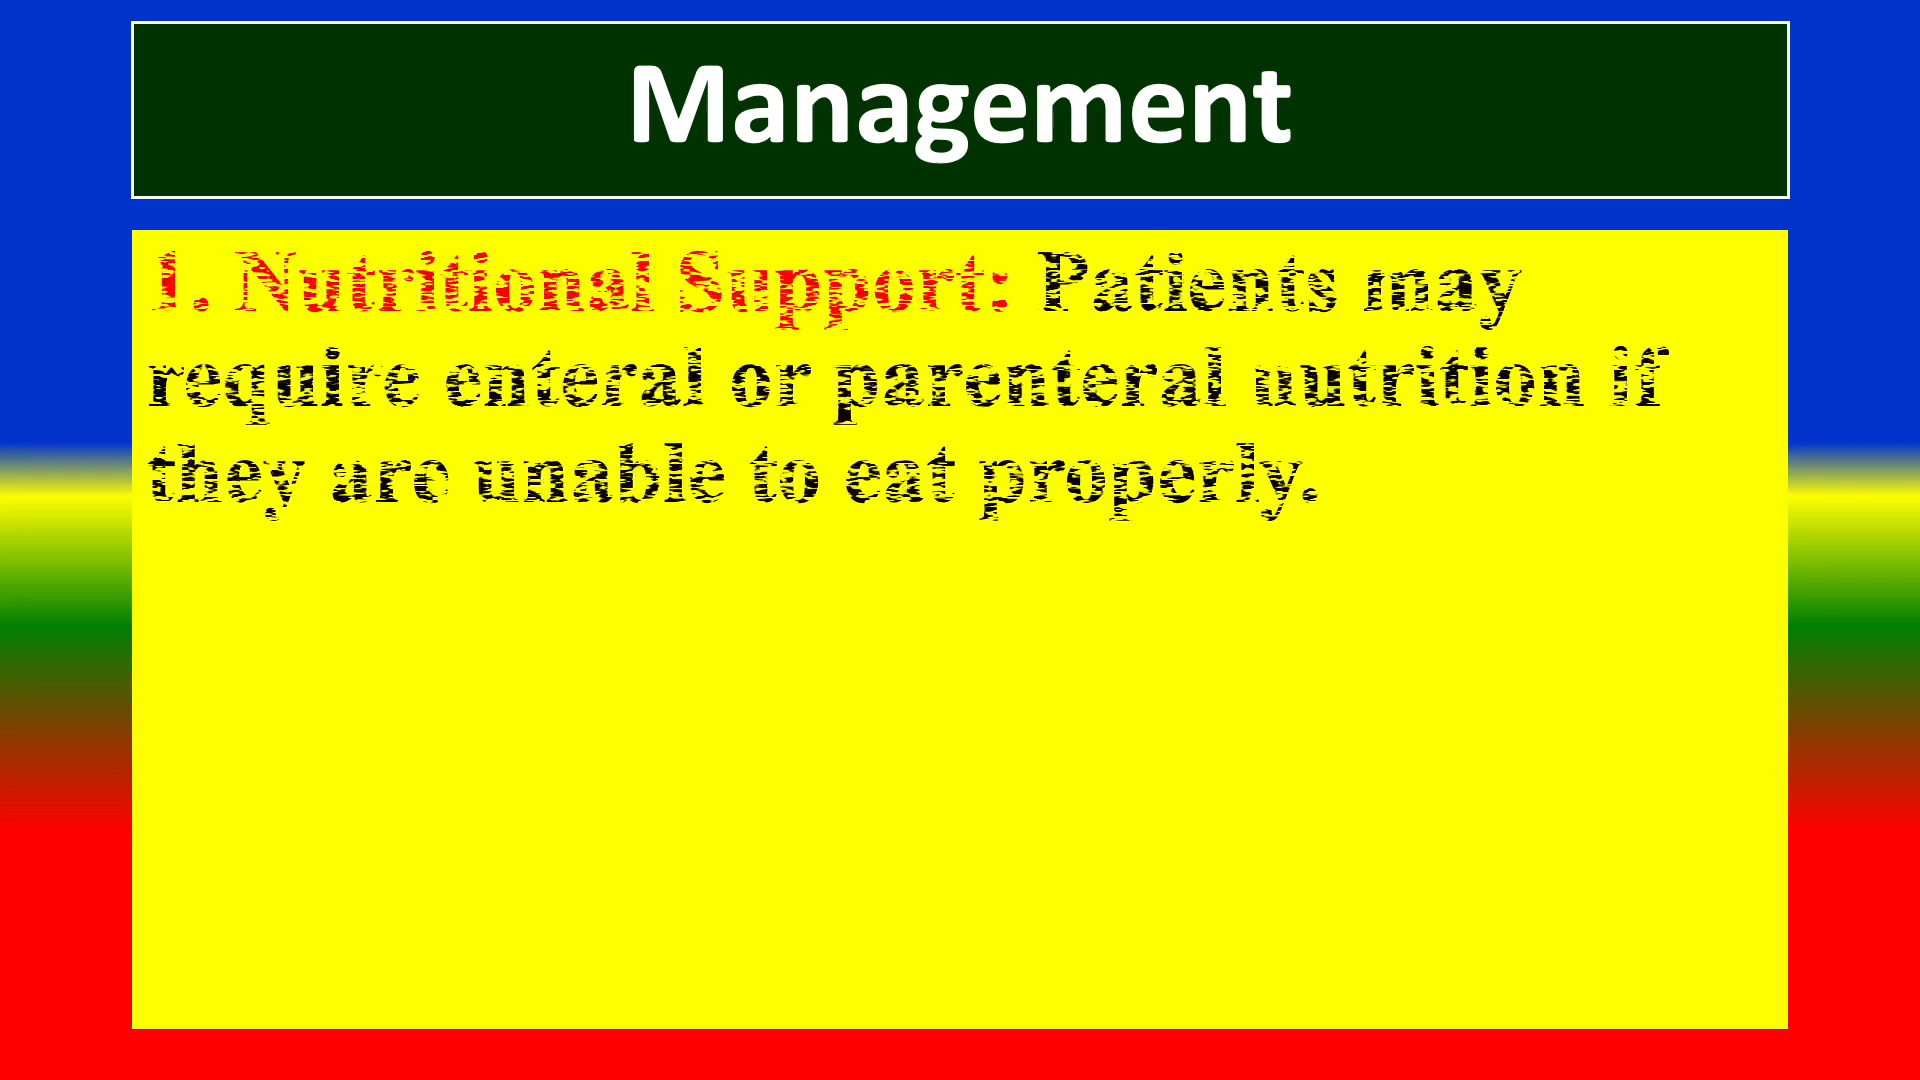 Management
1. Nutritional Support: Patients may
require enteral or parenteral nutrition if
they are unable to eat properly.